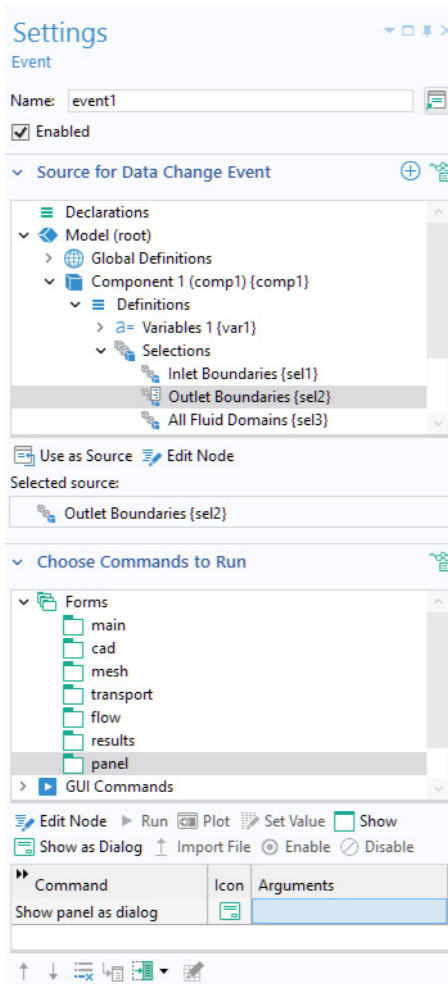 Settings
Event
Name: event1
Enabled
Source for Data Change Event
Declarations
Model (root)
Global Definitions
Component 1 (comp1) {comp1}
Definitions
a= Variables 1 {var1}
Selections
Inlet Boundaries {sel1}
Outlet Boundaries {sel2}
All Fluid Domains {sel3}
Use as Source Edit Node
Selected source:
Outlet Boundaries {sel2}
Choose Commands to Run
Forms
main
cad
mesh
transport
flow
results
panel
GUI Commands
Edit Node Run Plot Set Value Show
Show as Dialog Import File Enable Disable
Command Icon Arguments
Show panel as dialog